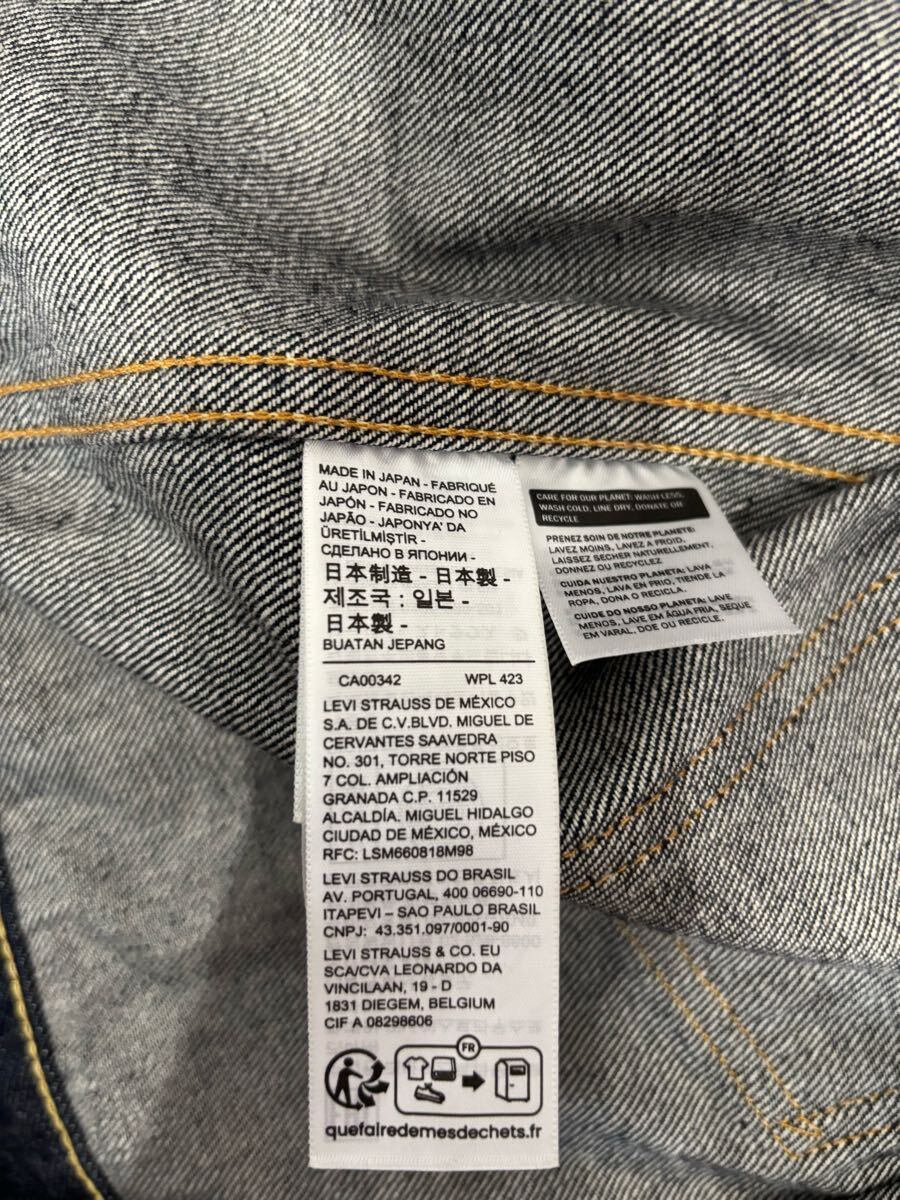 MADE IN JAPAN - FABRIQUÉ
AU JAPON - FABRICADO EN
JAPÓN - FABRICADO NO
JAPÃO - JAPONYA' DA
ÜRETİLMİŞTİR -
СДЕЛАНО В ЯПОНИИ -
日本制造 - 日本製 -
제조국 : 일본 -
日本製 -
BUATAN JEPANG
CA00342 WPL 423
LEVI STRAUSS DE MÉXICO
S.A. DE C.V.BLVD. MIGUEL DE
CERVANTES SAAVEDRA
NO. 301, TORRE NORTE PISO
7 COL. AMPLIACIÓN
GRANADA C.P. 11529
ALCALDÍA. MIGUEL HIDALGO
CIUDAD DE MÉXICO, MÉXICO
RFC: LSM660818M98
LEVI STRAUSS DO BRASIL
AV. PORTUGAL, 400 06690-110
ITAPEVI – SAO PAULO BRASIL
CNPJ: 43.351.097/0001-90
LEVI STRAUSS & CO. EU
SCA/CVA LEONARDO DA
VINCILAAN, 19 - D
1831 DIEGEM, BELGIUM
CIF A 08298606
FR
quefairedemesdechets.fr
CARE FOR OUR PLANET: WASH LESS,
WASH COLD, LINE DRY, DONATE OR
RECYCLE
PRENEZ SOIN DE NOTRE PLANETE:
LAVEZ MOINS, LAVEZ A FROID,
LAISSEZ SECHER NATURELLEMENT,
DONNEZ OU RECYCLEZ
CUIDA NUESTRO PLANETA: LAVA
MENOS, LAVA EN FRIO, TIENDE LA
ROPA, DONA O RECICLA.
CUIDE DO NOSSO PLANETA: LAVE
MENOS, LAVE EM ÁGUA FRIA, SEQUE
EM VARAL, DOE OU RECICLE.